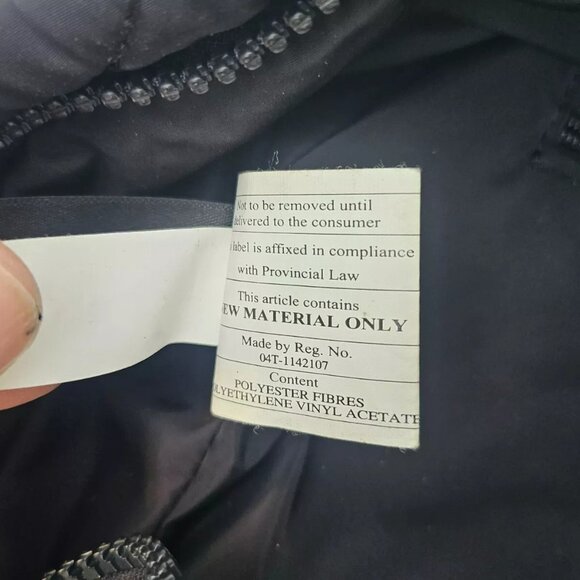 Not to be removed until
delivered to the consumer
label is affixed in compliance
with Provincial Law
This article contains
EW MATERIAL ONLY
Made by Reg. No.
04T-1142107
Content
POLYESTER FIBRES
OLYETHYLENE VINYL ACETATE